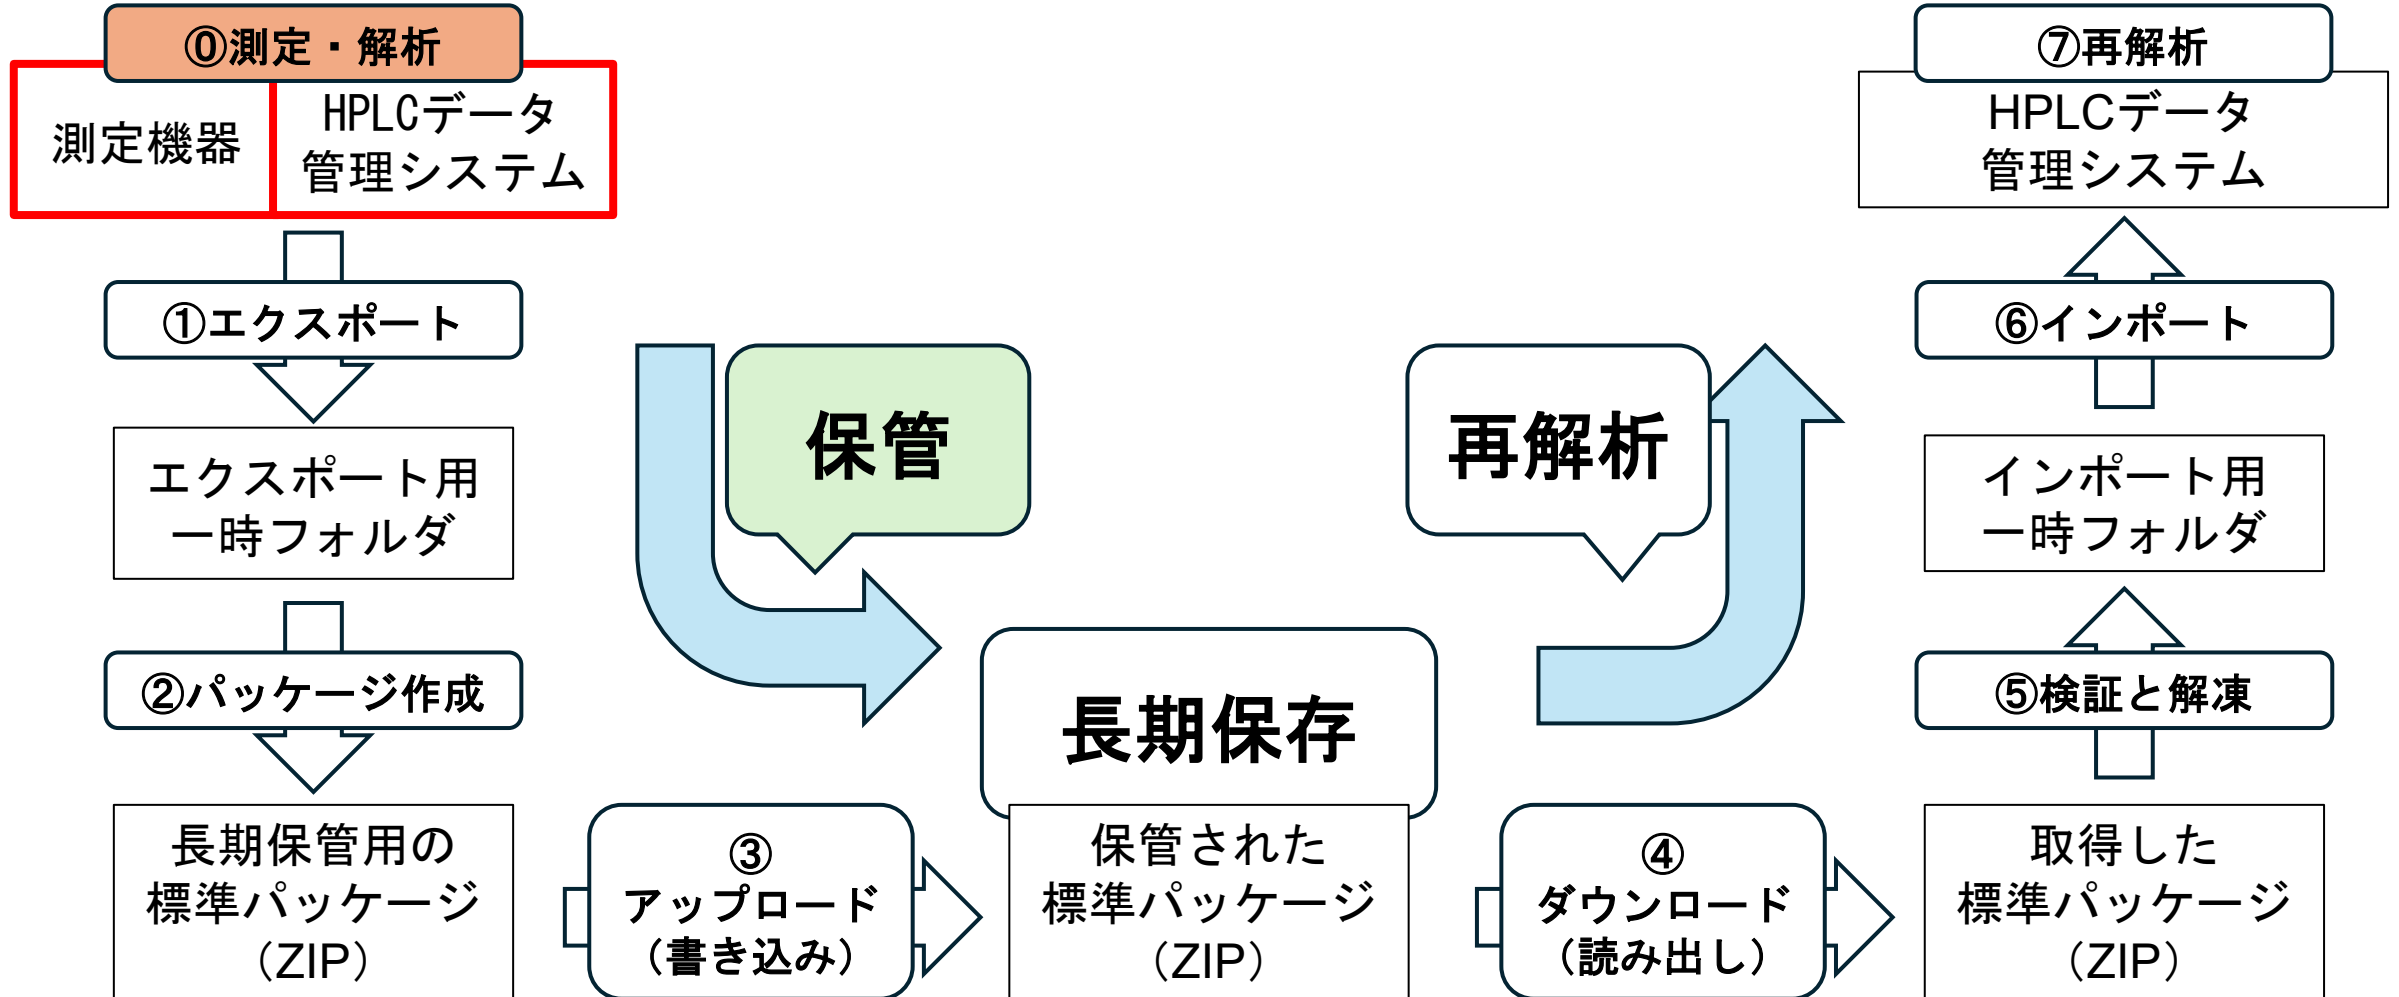 ⓪測定・解析
測定機器
HPLCデータ
管理システム
①エクスポート
エクスポート用
一時フォルダ
②パッケージ作成
長期保管用の
標準パッケージ
（ZIP）
保管
③
アップロード
（書き込み）
長期保存
保管された
標準パッケージ
（ZIP）
再解析
④
ダウンロード
（読み出し）
⑦再解析
HPLCデータ
管理システム
⑥インポート
インポート用
一時フォルダ
⑤検証と解凍
取得した
標準パッケージ
（ZIP）